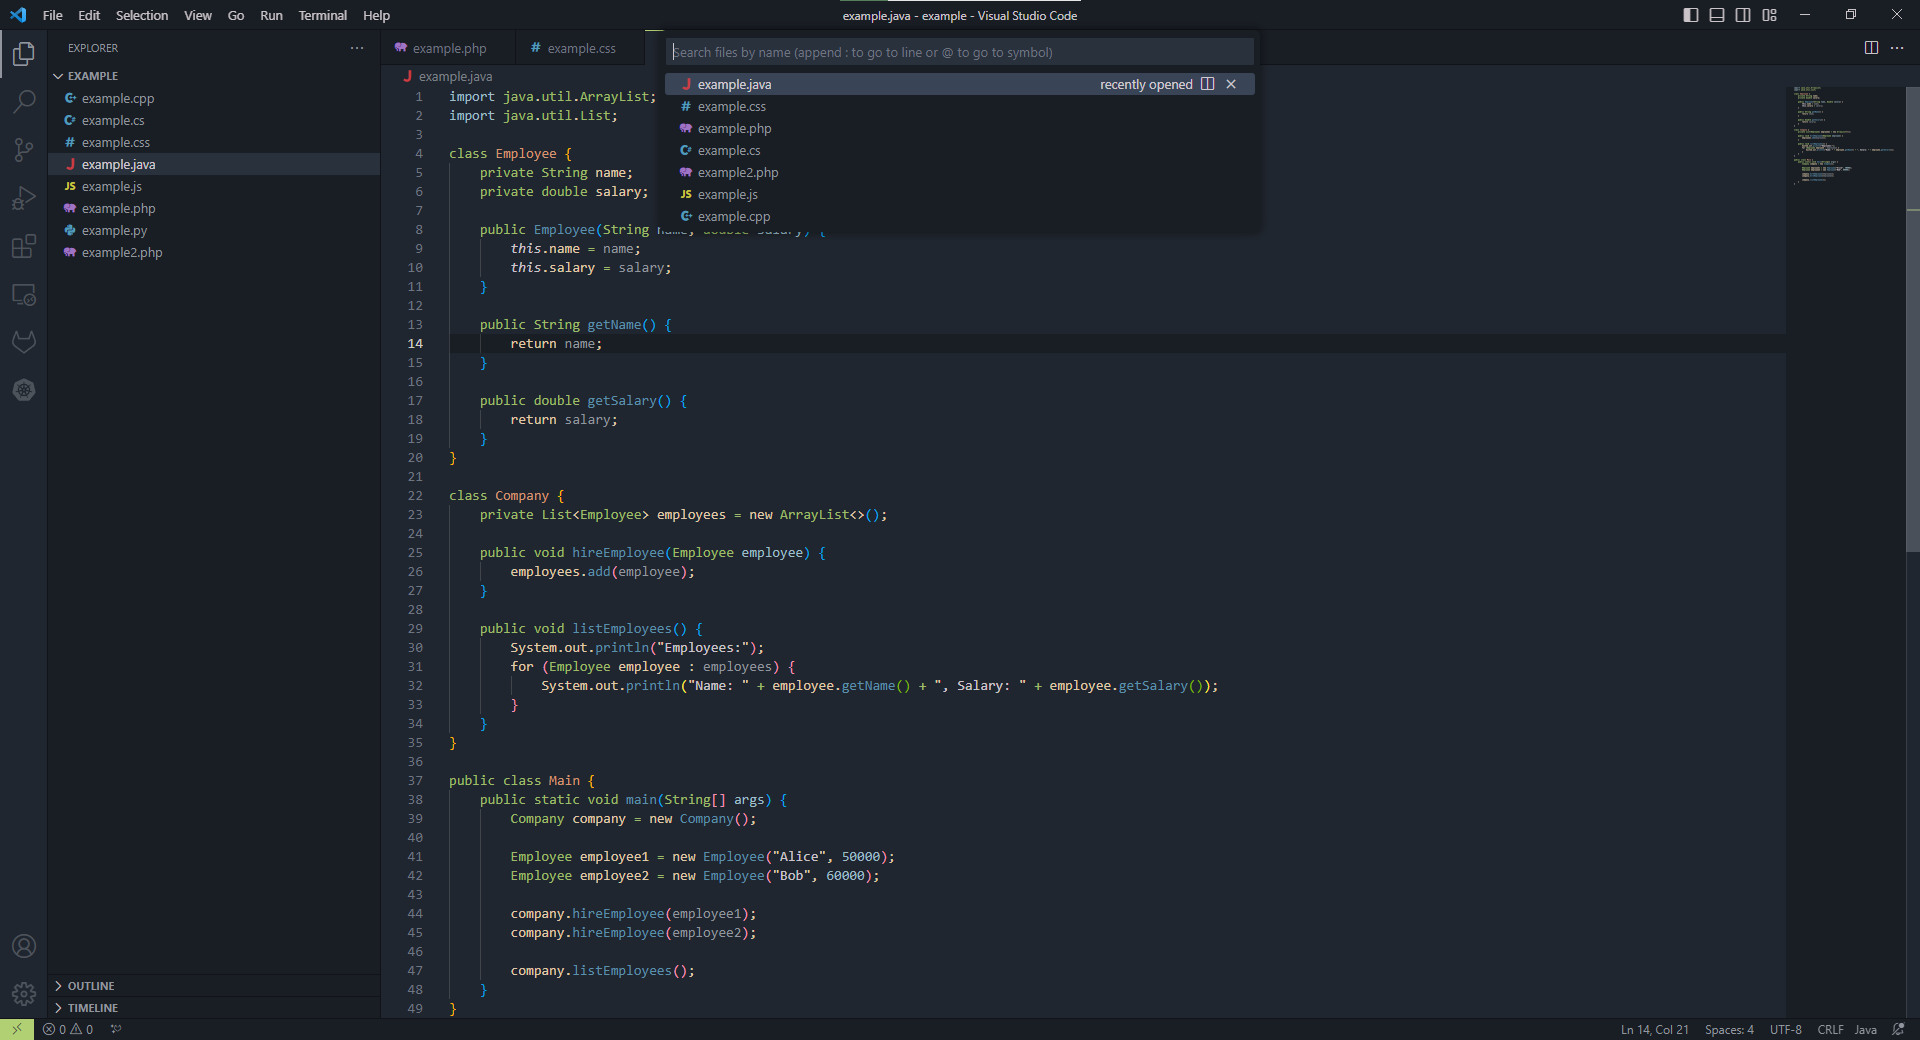 File Edit Selection View Go Run Terminal Help
example.java - example - Visual Studio Code
EXPLORER
EXAMPLE
example.cpp
example.cs
example.css
example.java
example.js
example.php
example.py
example2.php
OUTLINE
TIMELINE
example.php
# example.css
Search files by name (append : to go to line or @ to go to symbol)
example.java recently opened
# example.css
example.php
example.cs
example2.php
JS example.js
example.cpp
J example.java
1 import java.util.ArrayList;
2 import java.util.List;
3
4 class Employee {
5 private String name;
6 private double salary;
7
8 public Employee(String name, double salary) {
9 this.name = name;
10 this.salary = salary;
11 }
12
13 public String getName() {
14 return name;
15 }
16
17 public double getSalary() {
18 return salary;
19 }
20 }
21
22 class Company {
23 private List<Employee> employees = new ArrayList<>();
24
25 public void hireEmployee(Employee employee) {
26 employees.add(employee);
27 }
28
29 public void listEmployees() {
30 System.out.println("Employees:");
31 for (Employee employee : employees) {
32 System.out.println("Name: " + employee.getName() + ", Salary: " + employee.getSalary());
33 }
34 }
35 }
36
37 public class Main {
38 public static void main(String[] args) {
39 Company company = new Company();
40
41 Employee employee1 = new Employee("Alice", 50000);
42 Employee employee2 = new Employee("Bob", 60000);
43
44 company.hireEmployee(employee1);
45 company.hireEmployee(employee2);
46
47 company.listEmployees();
48 }
49 }
0 0
Ln 14, Col 21 Spaces: 4 UTF-8 CRLF Java